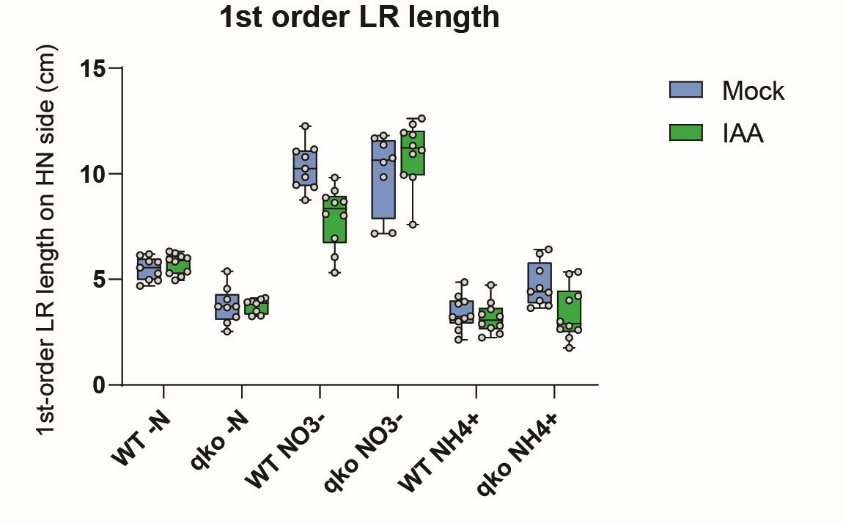 1st order LR length
1st-order LR length on HN side (cm)
15
10
5
0
WT -N
qko -N
WT NO3-
qko NO3-
WT NH4+
qko NH4+
Mock
IAA